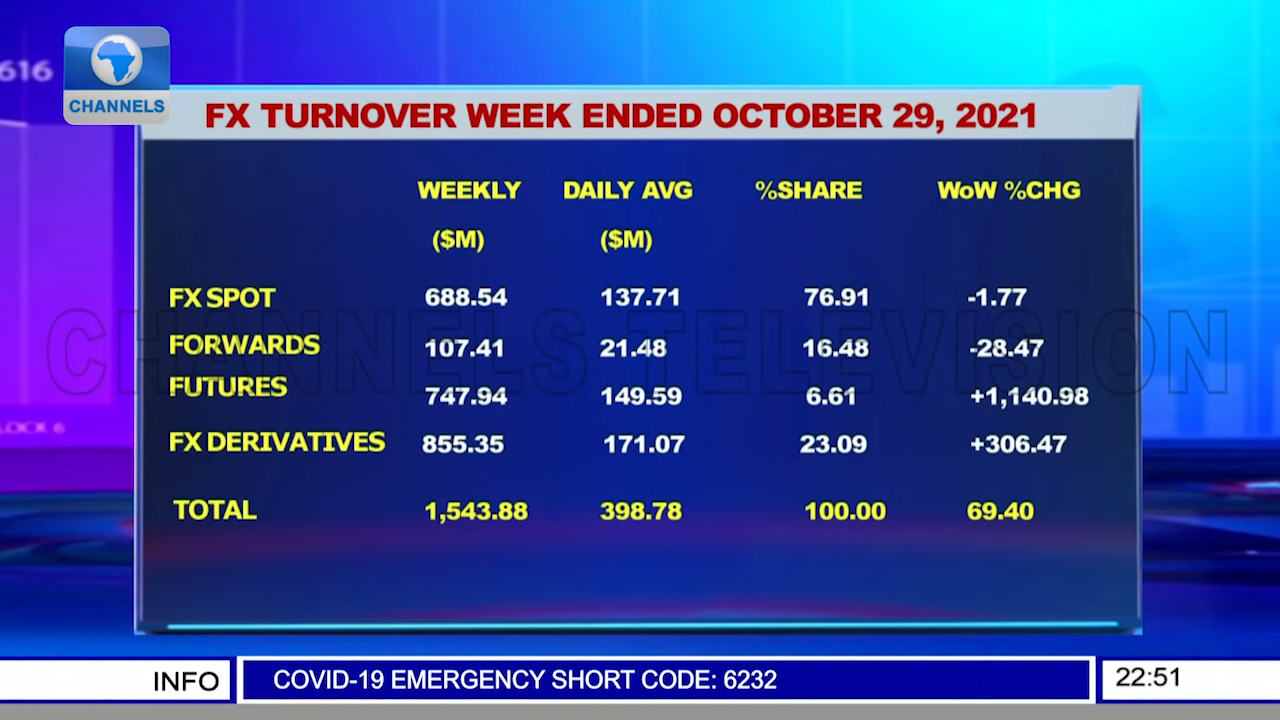 616
CHANNELS
FX TURNOVER WEEK ENDED OCTOBER 29, 2021
WEEKLY DAILY AVG %SHARE WoW %CHG
($M) ($M)
FX SPOT 688.54 137.71 76.91 -1.77
CHANNELS TELEVISION
FORWARDS 107.41 21.48 16.48 -28.47
FUTURES 747.94 149.59 6.61 +1,140.98
FX DERIVATIVES 855.35 171.07 23.09 +306.47
TOTAL 1,543.88 398.78 100.00 69.40
INFO COVID-19 EMERGENCY SHORT CODE: 6232 22:51